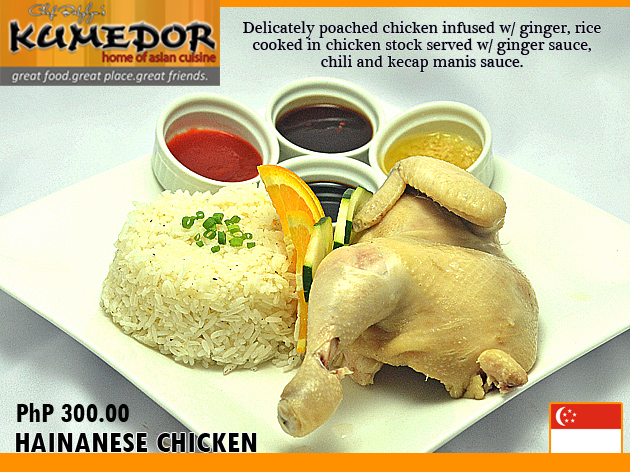 KUMEDOR
home of asian cuisine
great food.great place.great friends.
Delicately poached chicken infused w/ ginger, rice
cooked in chicken stock served w/ ginger sauce,
chili and kecap manis sauce.
PhP 300.00
HAINANESE CHICKEN